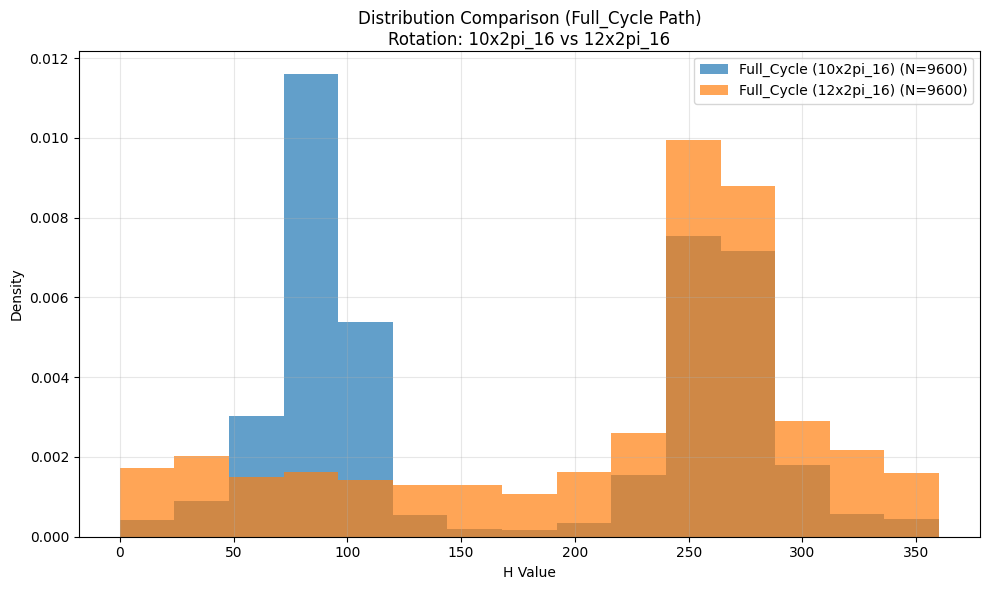 Distribution Comparison (Full_Cycle Path)
Rotation: 10x2pi_16 vs 12x2pi_16
Full_Cycle (10x2pi_16) (N=9600)
Full_Cycle (12x2pi_16) (N=9600)
0.012
0.010
0.008
0.006
0.004
0.002
0.000
Density
0 50 100 150 200 250 300 350
H Value